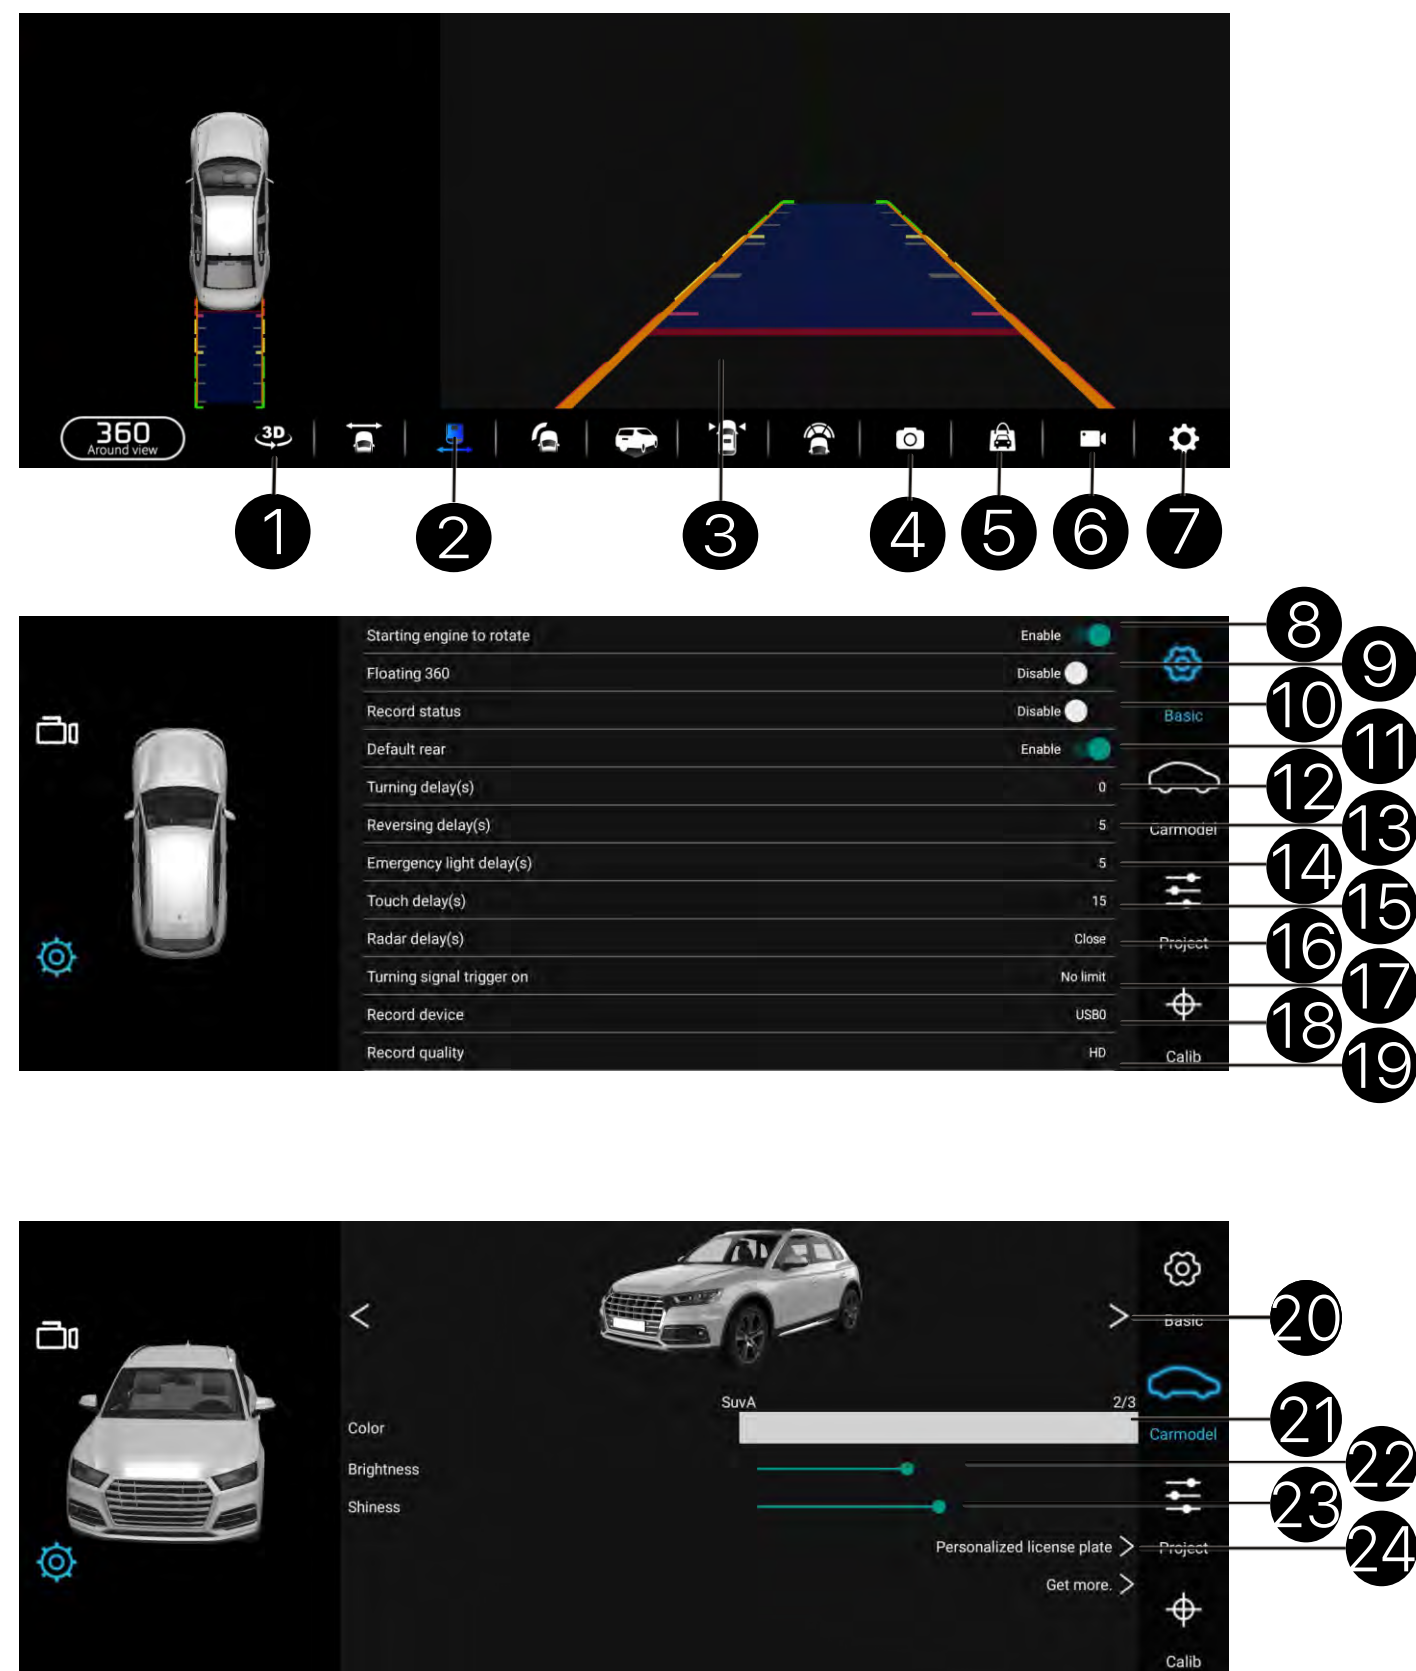 360
Around view
3D
1
2
3
4
5
6
7
Starting engine to rotate Enable
8
Floating 360 Disable
9
Record status Disable
10
Basic
Default rear Enable
11
Turning delay(s) 0
12
Reversing delay(s) 5
13
Carmodel
Emergency light delay(s) 5
14
Touch delay(s) 15
15
Radar delay(s) Close
16
Project
Turning signal trigger on No limit
17
Record device USB0
18
Record quality HD
19
Calib
Basic
20
SuvA 2/3
Color
21
Carmodel
Brightness
22
Shiness
23
Personalized license plate
Project
24
Get more.
Calib